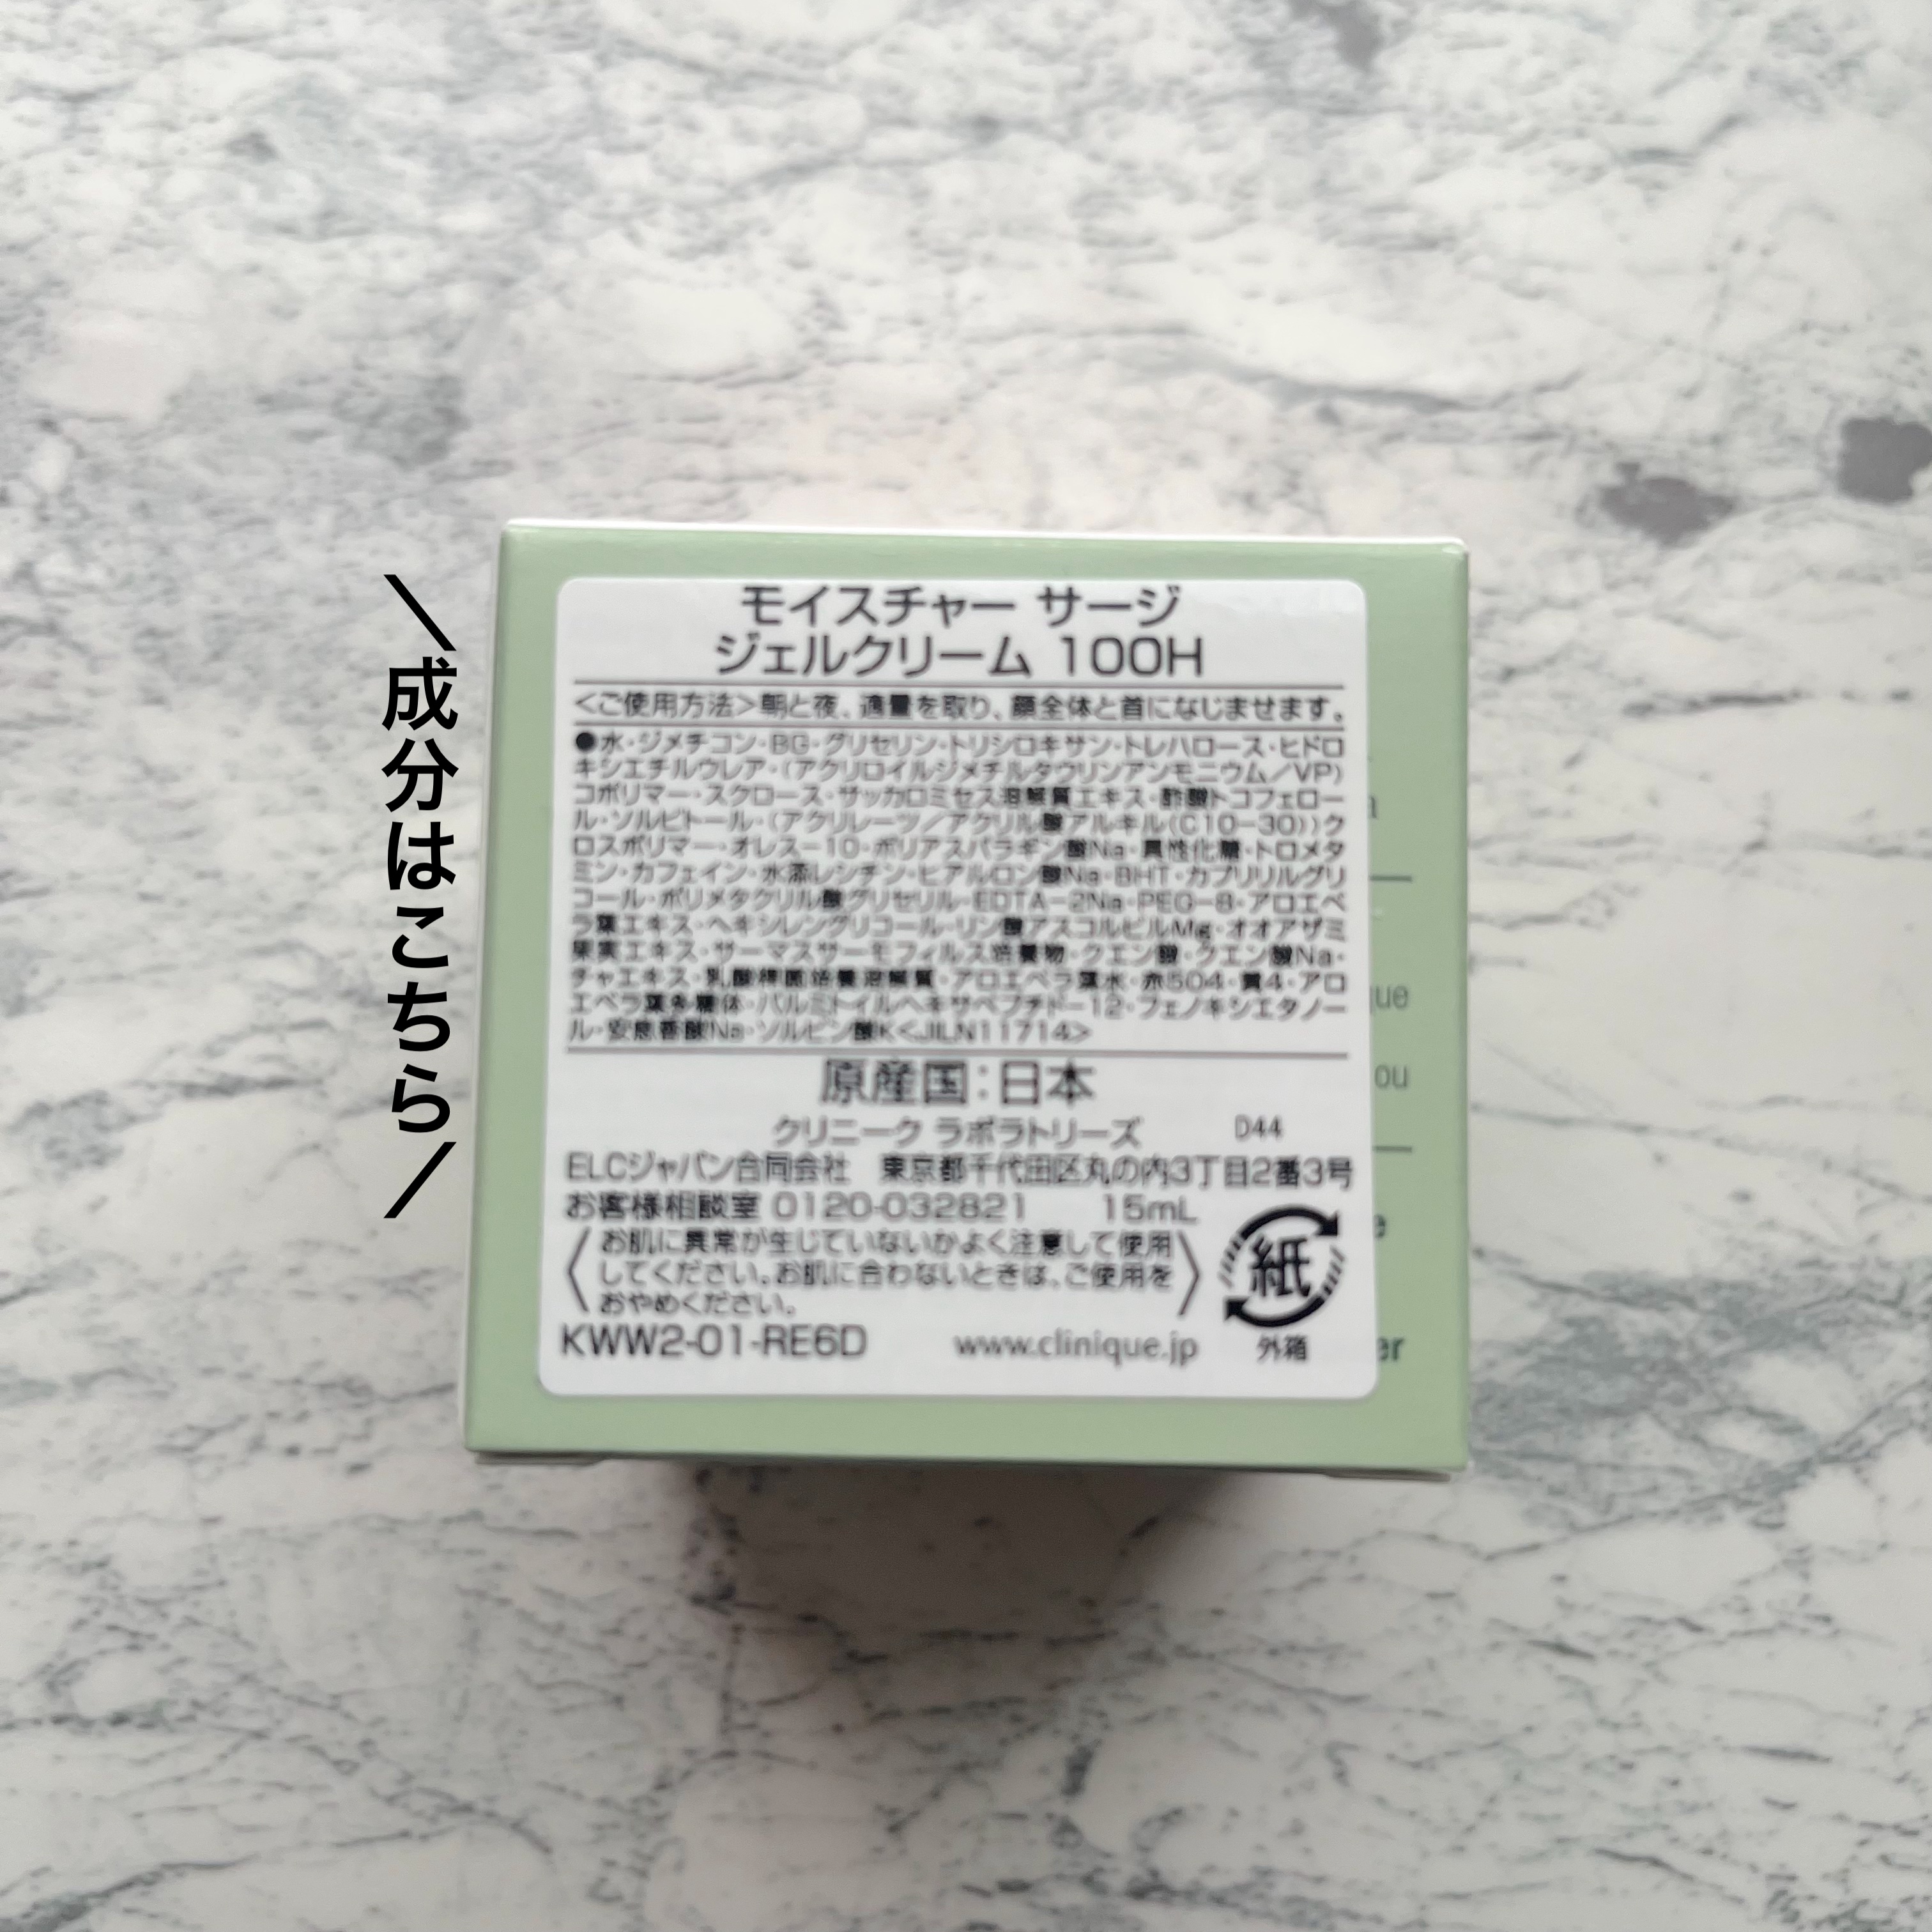 ＼成分はこちら／
モイスチャー サージ
ジェルクリーム 100H
＜ご使用方法＞朝と夜、適量を取り、顔全体と首になじませます。
●水・ジメチコン・BG・グリセリン・トリシロキサン・トレハロース・ヒドロ
キシエチルウレア・(アクリロイルジメチルタウリンアンモニウム／VP)
コポリマー・スクロース・サッカロミセス溶解質エキス・酢酸トコフェロー
ル・ソルビトール・(アクリレーツ／アクリル酸アルキル(C10－30))ク
ロスポリマー・オレス－10・ポリアスパラギン酸Na・異性化糖・トロメタ
ミン・カフェイン・水添レシチン・ヒアルロン酸Na・BHT・カプリリルグリ
コール・ポリメタクリル酸グリセリル・EDTA－2Na・PEG－8・アロエベ
ラ葉エキス・ヘキシレングリコール・リン酸アスコルビルMg・オオアザミ
果実エキス・サーマスサーモフィルス培養物・クエン酸・クエン酸Na・
チャエキス・乳酸桿菌培養溶解質・アロエベラ葉水・赤504・黄4・アロ
エベラ葉多糖体・パルミトイルヘキサペプチド－12・フェノキシエタノー
ル・安息香酸Na・ソルビン酸K＜JILN11714＞
原産国：日本
クリニーク ラボラトリーズ D44
ELCジャパン合同会社 東京都千代田区丸の内3丁目2番3号
お客様相談室 0120-032821 15mL
お肌に異常が生じていないかよく注意して使用
してください。お肌に合わないときは、ご使用を
おやめください。
紙
KWW2-01-RE6D www.clinique.jp 外箱
que
ou
e
er